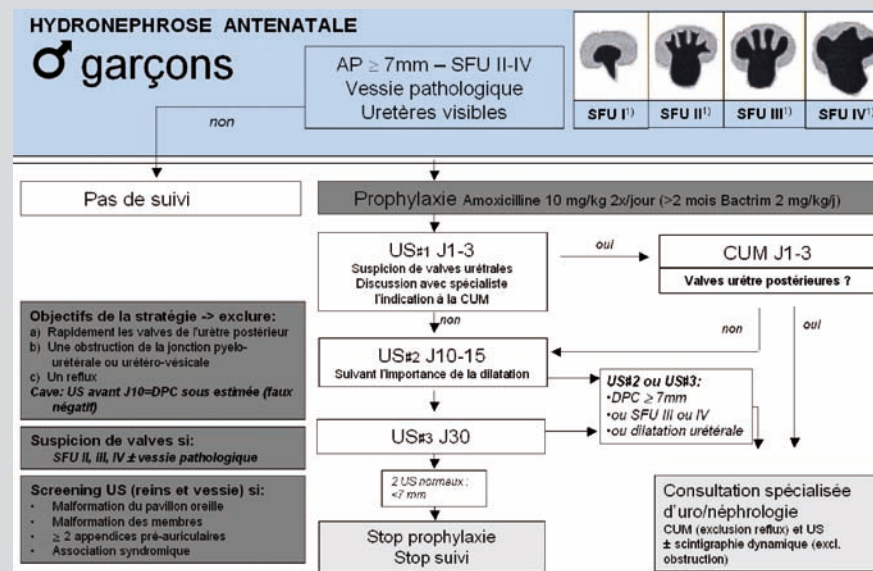 HYDRONEPHROSE ANTENATALE
♂ garçons
AP ≥ 7mm – SFU II-IV
Vessie pathologique
Uretères visibles
SFU I¹⁾
SFU II¹⁾
SFU III¹⁾
SFU IV¹⁾
non
Pas de suivi
Prophylaxie Amoxicilline 10 mg/kg 2x/jour (>2 mois Bactrim 2 mg/kg/j)
US#1 J1-3
Suspicion de valves urétrales
Discussion avec spécialiste
l'indication à la CUM
oui
CUM J1-3
Valves urètre postérieures ?
non
non
oui
Objectifs de la stratégie -> exclure:
a) Rapidement les valves de l'urètre postérieur
b) Une obstruction de la jonction pyelo-
urétérale ou urétéro-vésicale
c) Un reflux
Cave: US avant J10=DPC sous estimée (faux
négatif)
US#2 J10-15
Suivant l'importance de la dilatation
US#2 ou US#3:
•DPC ≥ 7mm
•ou SFU III ou IV
•ou dilatation urétérale
US#3 J30
Suspicion de valves si:
SFU II, III, IV ± vessie pathologique
2 US normaux :
<7 mm
Screening US (reins et vessie) si:
• Malformation du pavillon oreille
• Malformation des membres
• ≥ 2 appendices pré-auriculaires
• Association syndromique
Stop prophylaxie
Stop suivi
Consultation spécialisée
d'uro/néphrologie
CUM (exclusion reflux) et US
± scintigraphie dynamique (excl.
obstruction)